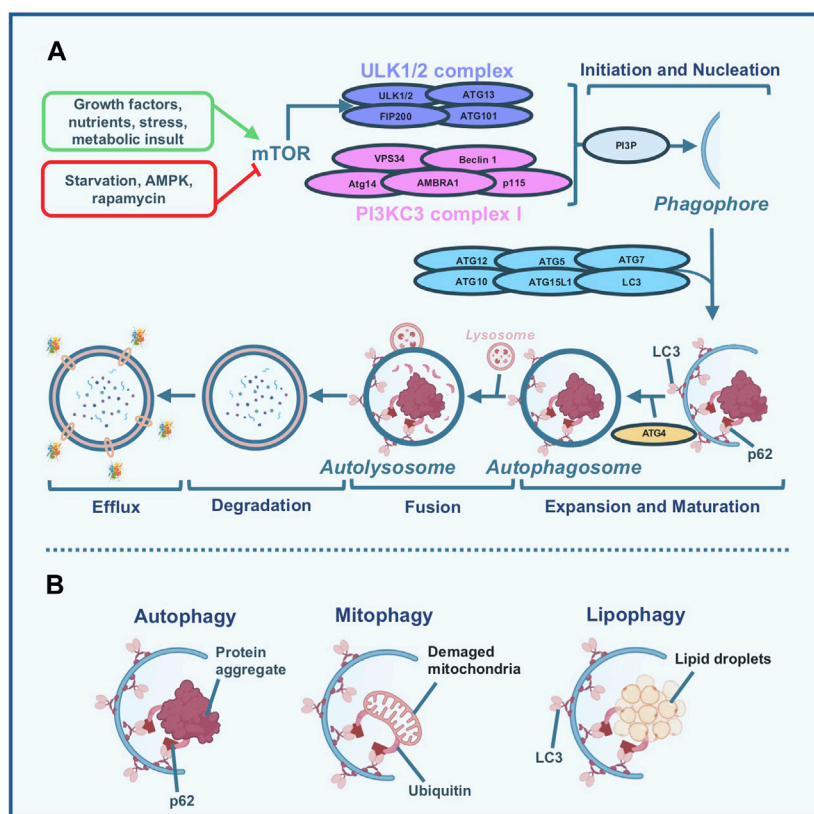 A
ULK1/2 complex
Initiation and Nucleation
Growth factors,
nutrients, stress,
metabolic insult
ULK1/2
ATG13
FIP200
ATG101
mTOR
PI3P
VPS34
Beclin 1
Starvation, AMPK,
rapamycin
Atg14
AMBRA1
p115
PI3KC3 complex I
Phagophore
ATG12
ATG5
ATG7
ATG10
ATG15L1
LC3
Lysosome
LC3
ATG4
p62
Autolysosome
Autophagosome
Efflux
Degradation
Fusion
Expansion and Maturation
B
Autophagy
Mitophagy
Lipophagy
Protein
aggregate
Demaged
mitochondria
Lipid droplets
LC3
Ubiquitin
p62